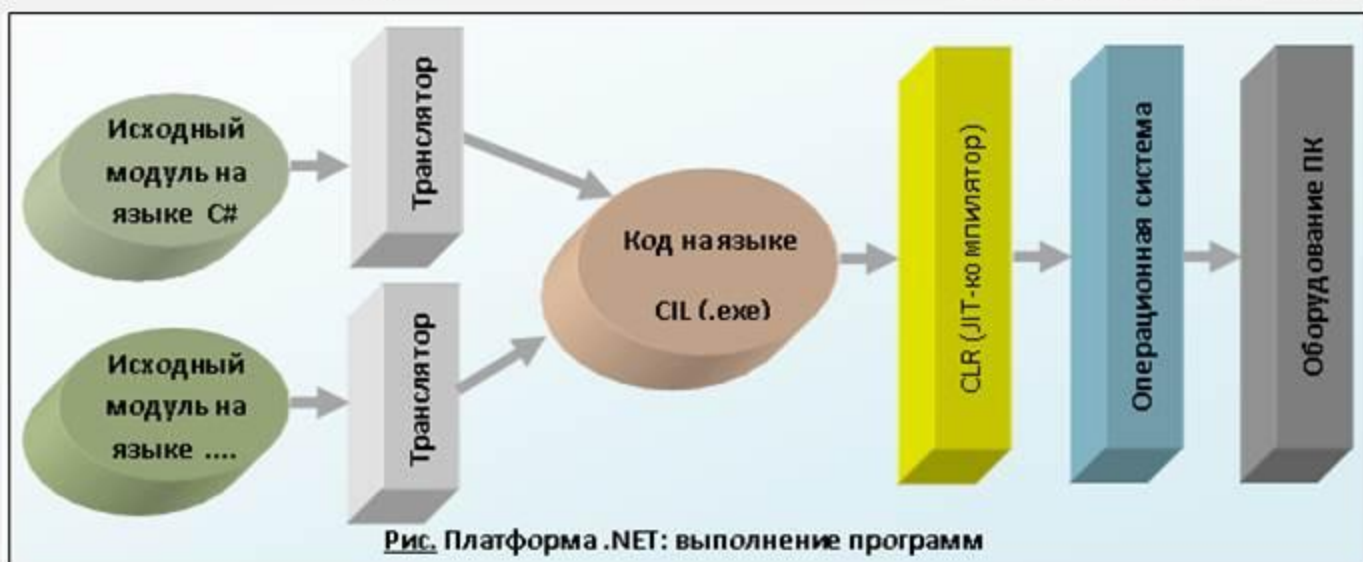 Исходный
модуль на
языке C#
Транслятор
Исходный
модуль на
языке ....
Транслятор
Код на языке
CIL (.exe)
CLR (JIT-компилятор)
Операционная система
Оборудование ПК
Рис. Платформа .NET: выполнение программ